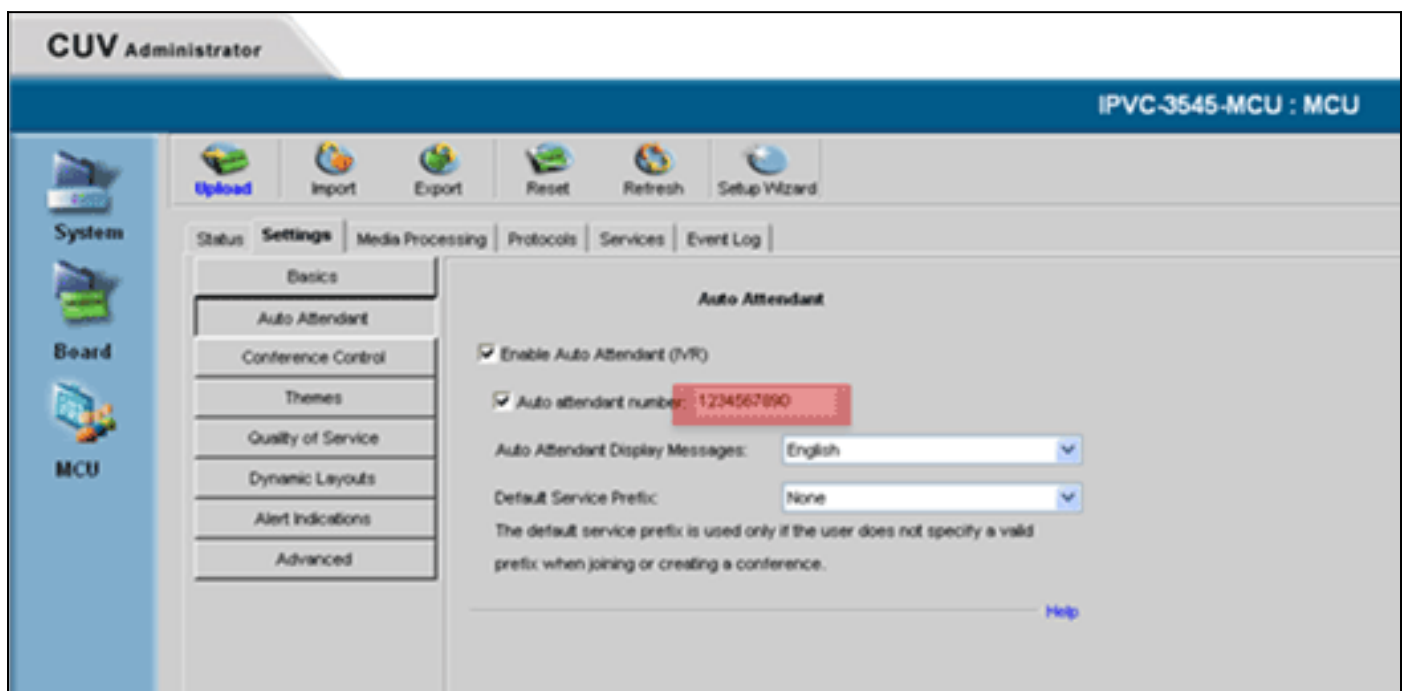 CUV Administrator
IPVC-3545-MCU : MCU
Upload Import Export Reset Refresh Setup Wizard
System
Status Settings Media Processing Protocols Services Event Log
Basics
Auto Attendant
Auto Attendant
Board
Enable Auto Attendant (IVR)
Conference Control
Themes
Auto attendant number: 1234567890
Quality of Service
Auto Attendant Display Messages: English
MCU
Dynamic Layouts
Default Service Prefix: None
Alert Indications
The default service prefix is used only if the user does not specify a valid
Advanced
prefix when joining or creating a conference.
Help